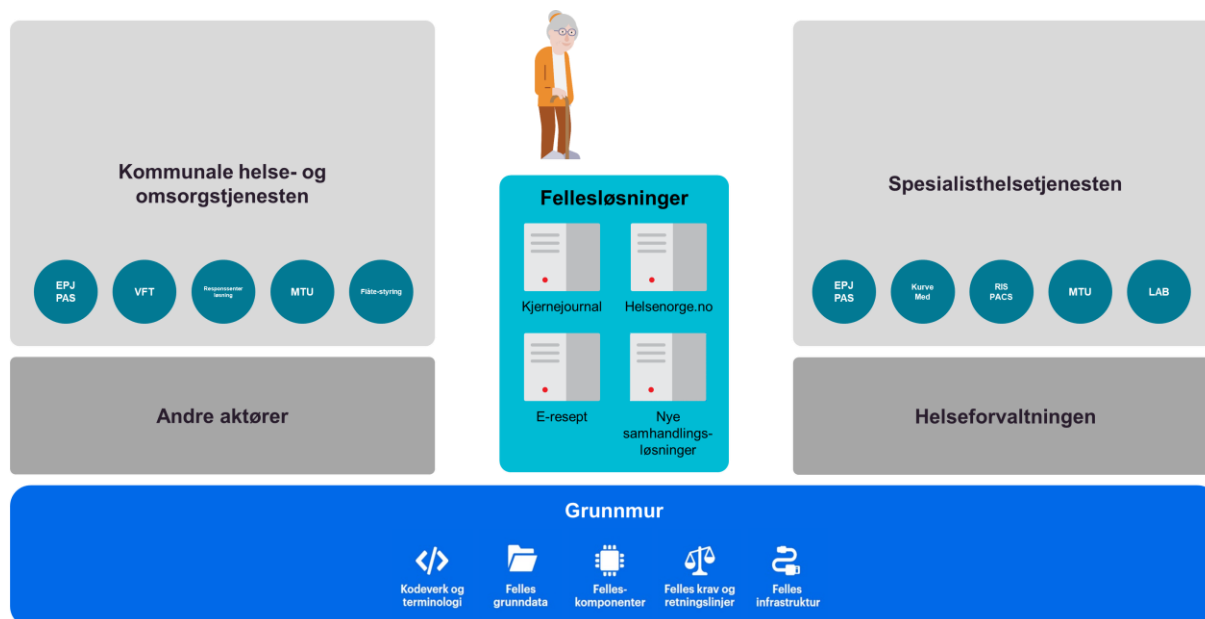 Kommunale helse- og
omsorgstjenesten
EPJ
PAS
VFT
Responssenter
løsning
MTU
Flåte-styring
Andre aktører
Fellesløsninger
Kjernejournal
Helsenorge.no
E-resept
Nye
samhandlings-
løsninger
Spesialisthelsetjenesten
EPJ
PAS
Kurve
Med
RIS
PACS
MTU
LAB
Helseforvaltningen
Grunnmur
Kodeverk og
terminologi
Felles
grunndata
Felles-
komponenter
Felles krav og
retningslinjer
Felles
infrastruktur